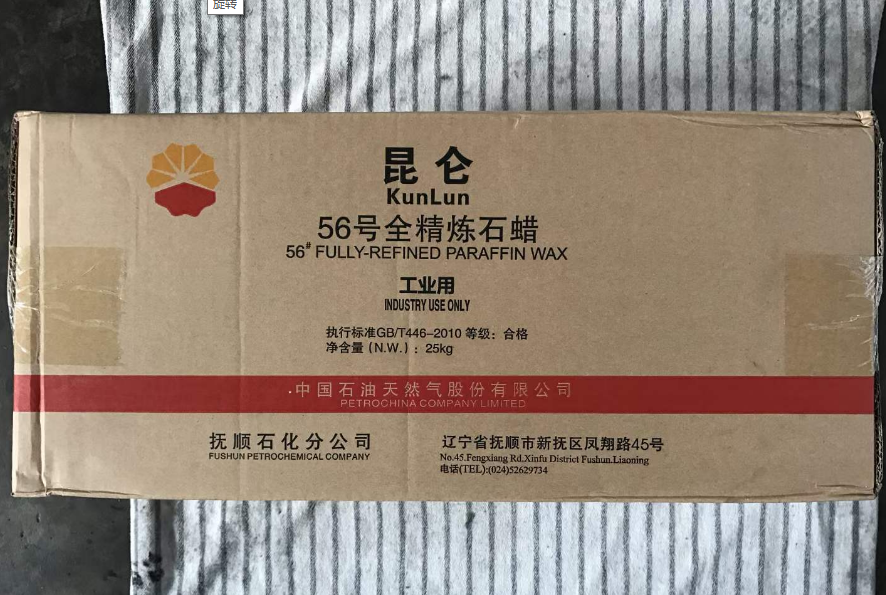 旋转
昆仑
KunLun
56号全精炼石蜡
56# FULLY-REFINED PARAFFIN WAX
工业用
INDUSTRY USE ONLY
执行标准GB/T446-2010 等级：合格
净含量（N.W.）：25kg
·中国石油天然气股份有限公司
PETROCHINA COMPANY LIMITED
抚顺石化分公司
FUSHUN PETROCHEMICAL COMPANY
辽宁省抚顺市新抚区凤翔路45号
No.45.Fengxiang Rd.Xinfu District Fushun.Liaoning
电话(TEL):(024)52629734